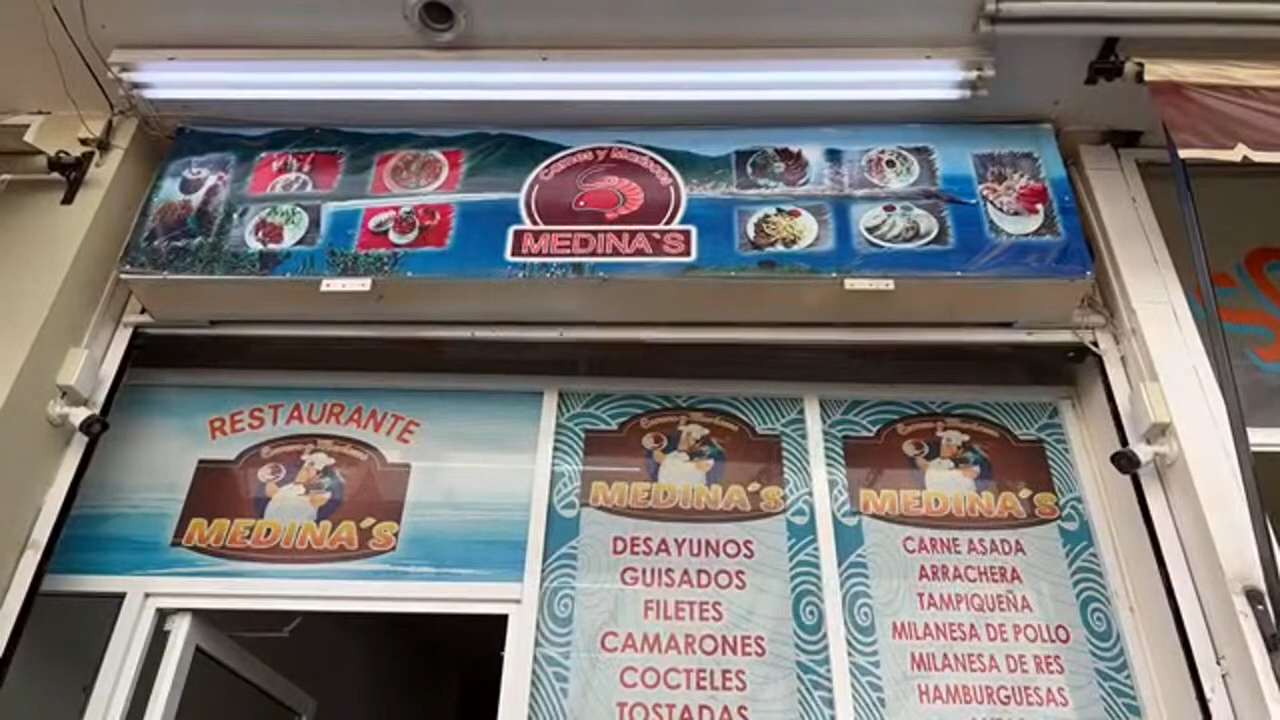 Carnes y Mariscos
MEDINA`S
RESTAURANTE
MEDINA´S
MEDINA´S
DESAYUNOS
GUISADOS
FILETES
CAMARONES
COCTELES
TOSTADAS
MEDINA´S
CARNE ASADA
ARRACHERA
TAMPIQUEÑA
MILANESA DE POLLO
MILANESA DE RES
HAMBURGUESAS